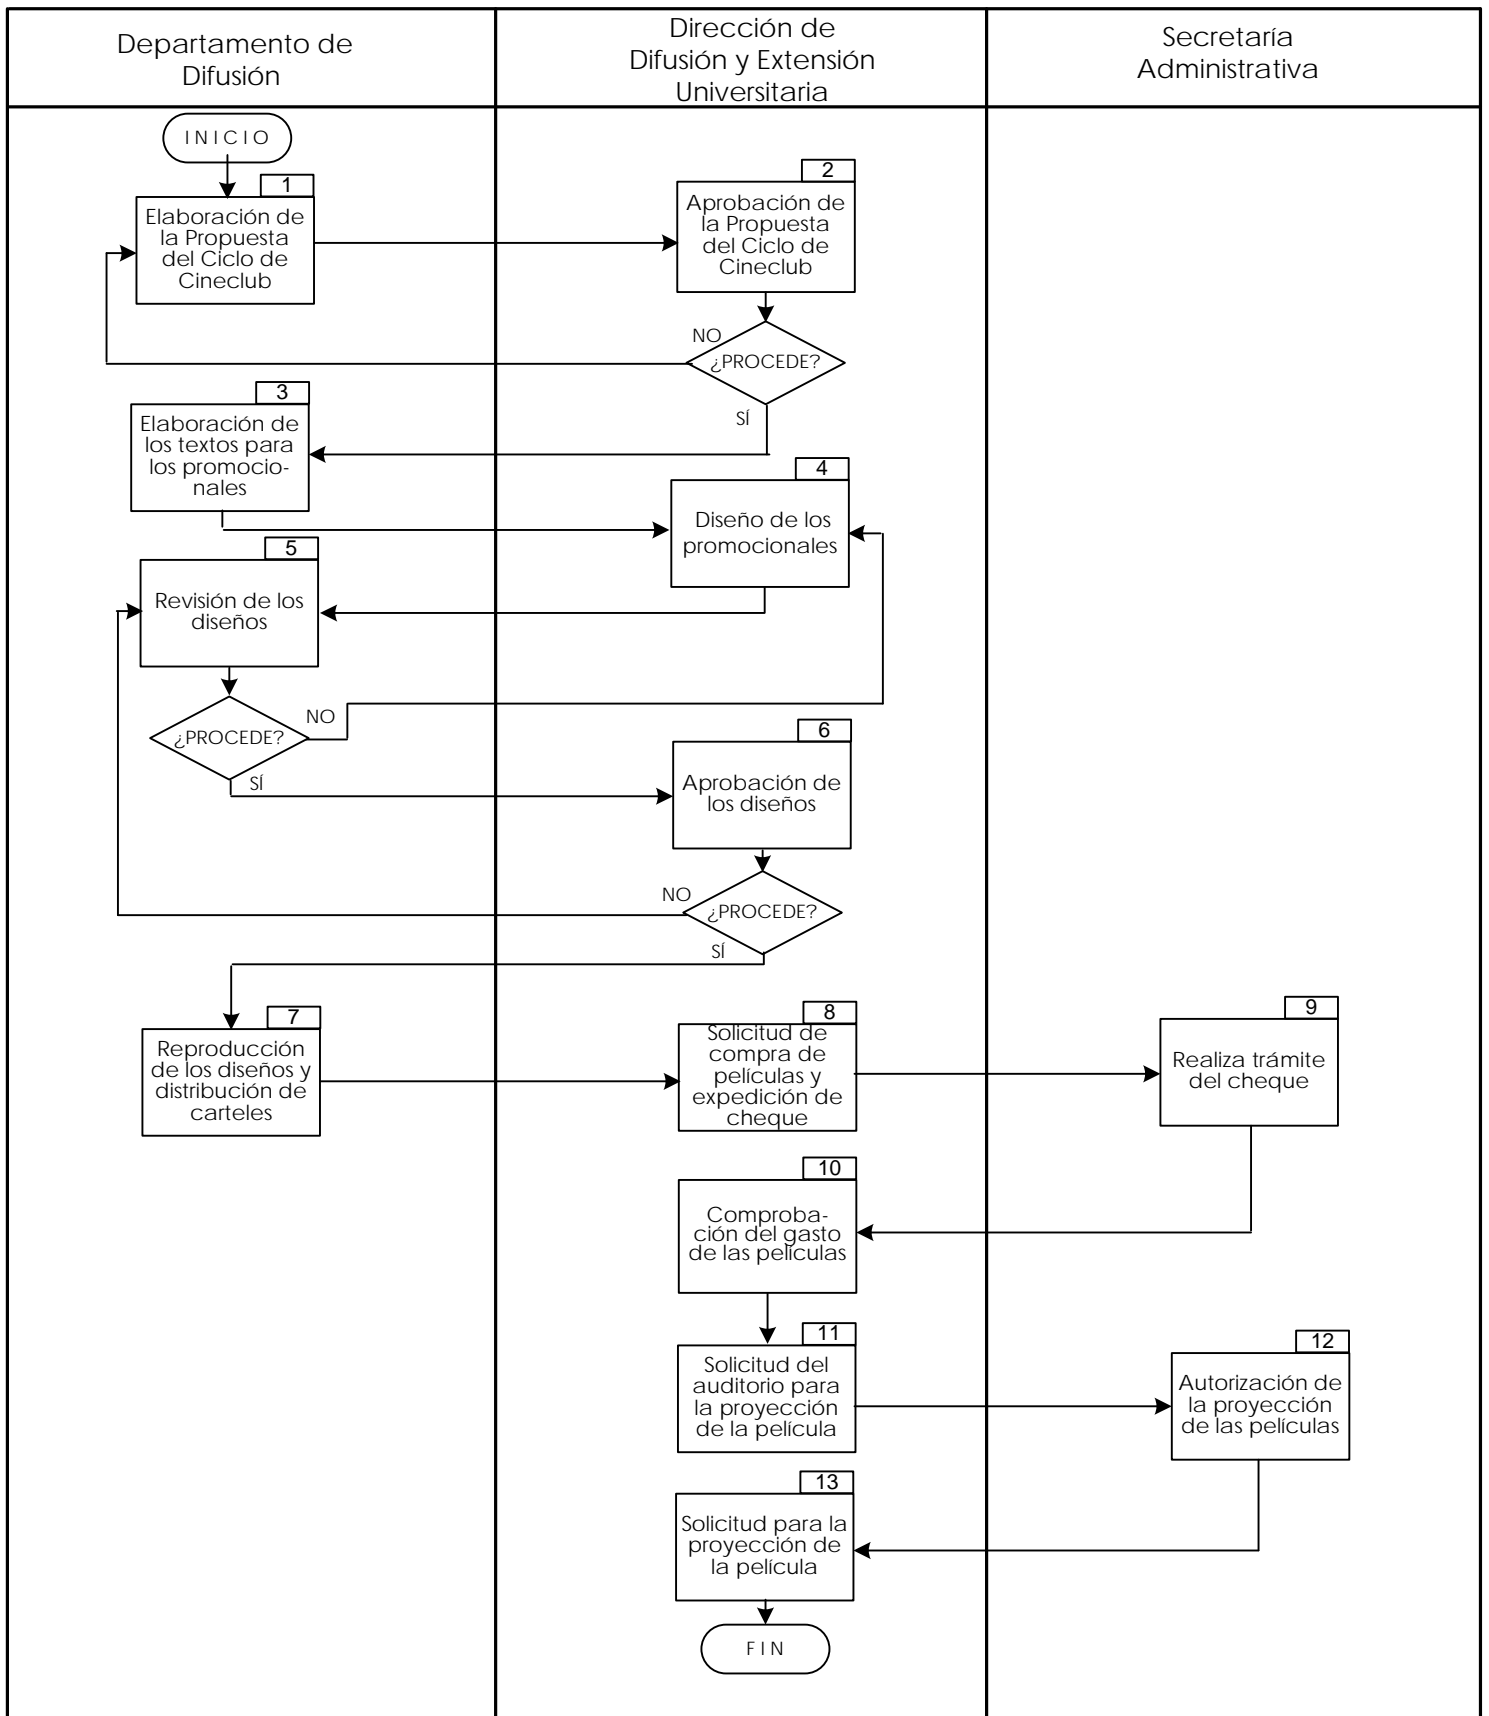 Departamento de
Difusión
Dirección de
Difusión y Extensión
Universitaria
Secretaría
Administrativa
INICIO
1
Elaboración de
la Propuesta
del Ciclo de
Cineclub
2
Aprobación de
la Propuesta
del Ciclo de
Cineclub
NO
¿PROCEDE?
SÍ
3
Elaboración de
los textos para
los promocio-
nales
4
Diseño de los
promocionales
5
Revisión de los
diseños
NO
¿PROCEDE?
SÍ
6
Aprobación de
los diseños
NO
¿PROCEDE?
SÍ
7
Reproducción
de los diseños y
distribución de
carteles
8
Solicitud de
compra de
películas y
expedición de
cheque
9
Realiza trámite
del cheque
10
Comproba-
ción del gasto
de las películas
11
Solicitud del
auditorio para
la proyección
de la película
12
Autorización de
la proyección
de las películas
13
Solicitud para la
proyección de
la película
FIN